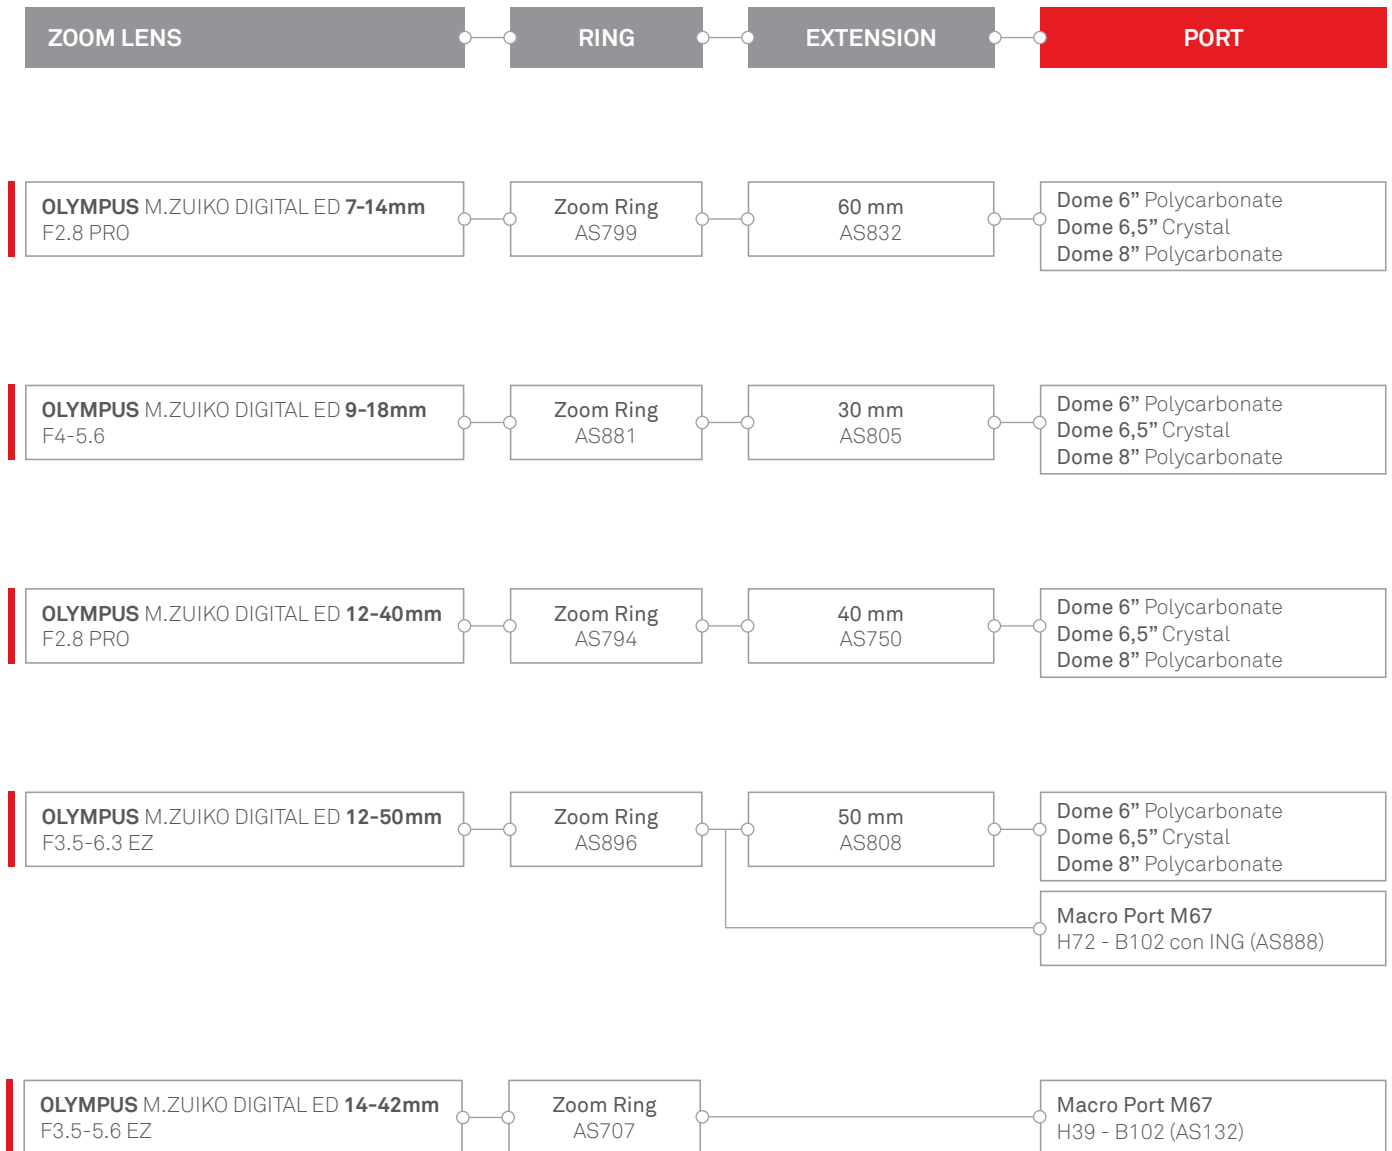 ZOOM LENS RING EXTENSION PORT
OLYMPUS M.ZUIKO DIGITAL ED 7-14mm
F2.8 PRO
Zoom Ring
AS799
60 mm
AS832
Dome 6” Polycarbonate
Dome 6,5” Crystal
Dome 8” Polycarbonate
OLYMPUS M.ZUIKO DIGITAL ED 9-18mm
F4-5.6
Zoom Ring
AS881
30 mm
AS805
Dome 6” Polycarbonate
Dome 6,5” Crystal
Dome 8” Polycarbonate
OLYMPUS M.ZUIKO DIGITAL ED 12-40mm
F2.8 PRO
Zoom Ring
AS794
40 mm
AS750
Dome 6” Polycarbonate
Dome 6,5” Crystal
Dome 8” Polycarbonate
OLYMPUS M.ZUIKO DIGITAL ED 12-50mm
F3.5-6.3 EZ
Zoom Ring
AS896
50 mm
AS808
Dome 6” Polycarbonate
Dome 6,5” Crystal
Dome 8” Polycarbonate
Macro Port M67
H72 - B102 con ING (AS888)
OLYMPUS M.ZUIKO DIGITAL ED 14-42mm
F3.5-5.6 EZ
Zoom Ring
AS707
Macro Port M67
H39 - B102 (AS132)